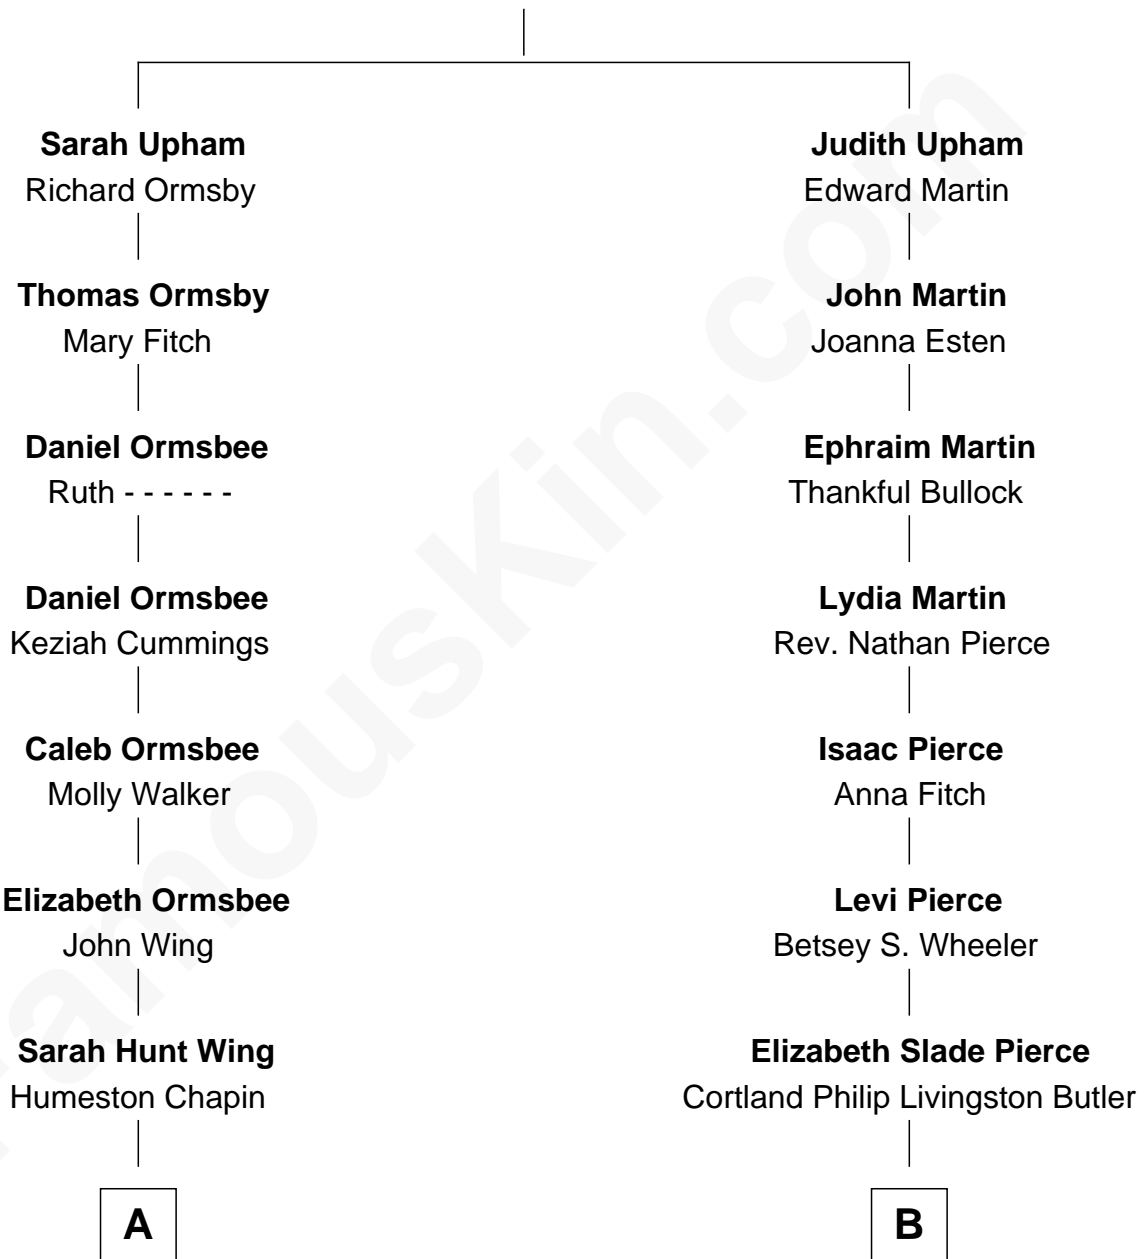 Sarah Upham
Richard Ormsby
Judith Upham
Edward Martin
Thomas Ormsby
Mary Fitch
John Martin
Joanna Esten
Daniel Ormsbee
Ruth - - - - - -
Ephraim Martin
Thankful Bullock
Daniel Ormsbee
Keziah Cummings
Lydia Martin
Rev. Nathan Pierce
Caleb Ormsbee
Molly Walker
Isaac Pierce
Anna Fitch
Elizabeth Ormsbee
John Wing
Levi Pierce
Betsey S. Wheeler
Sarah Hunt Wing
Humeston Chapin
Elizabeth Slade Pierce
Cortland Philip Livingston Butler
A
B
FamousKin.com